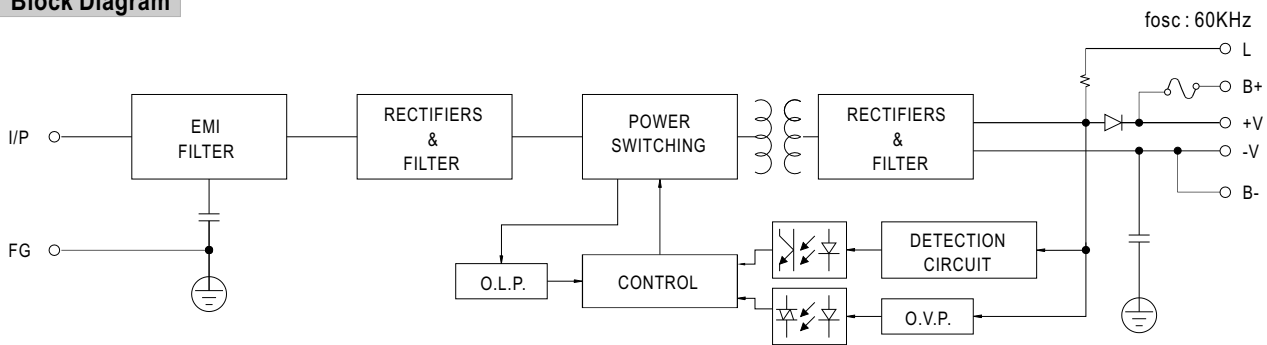 Block Diagram
fosc : 60KHz
L
B+
+V
-V
B-
I/P
EMI
FILTER
RECTIFIERS
&
FILTER
POWER
SWITCHING
RECTIFIERS
&
FILTER
FG
O.L.P.
CONTROL
DETECTION
CIRCUIT
O.V.P.